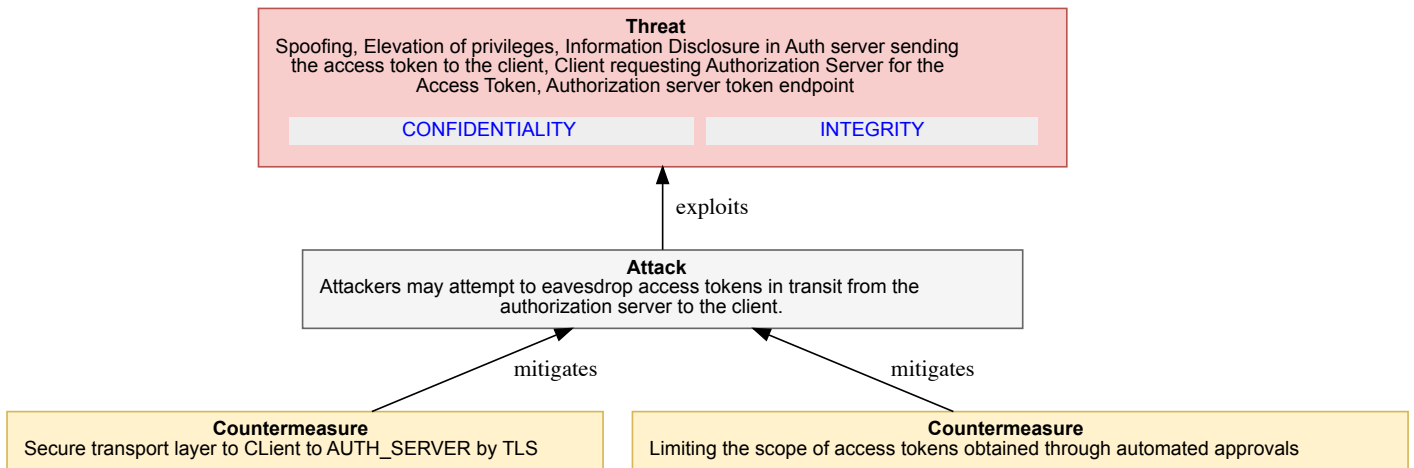 Threat
Spoofing, Elevation of privileges, Information Disclosure in Auth server sending
the access token to the client, Client requesting Authorization Server for the
Access Token, Authorization server token endpoint
CONFIDENTIALITY INTEGRITY
exploits
Attack
Attackers may attempt to eavesdrop access tokens in transit from the
authorization server to the client.
mitigates mitigates
Countermeasure
Secure transport layer to CLient to AUTH_SERVER by TLS
Countermeasure
Limiting the scope of access tokens obtained through automated approvals